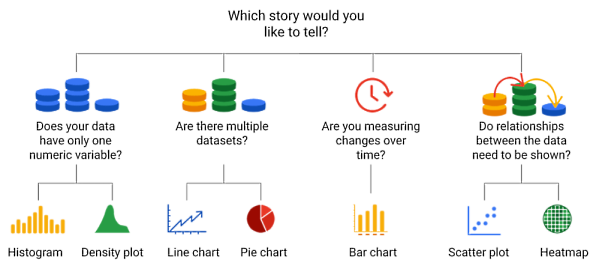 Which story would you
like to tell?
Does your data
have only one
numeric variable?
Are there multiple
datasets?
Are you measuring
changes over
time?
Do relationships
between the data
need to be shown?
Histogram
Density plot
Line chart
Pie chart
Bar chart
Scatter plot
Heatmap